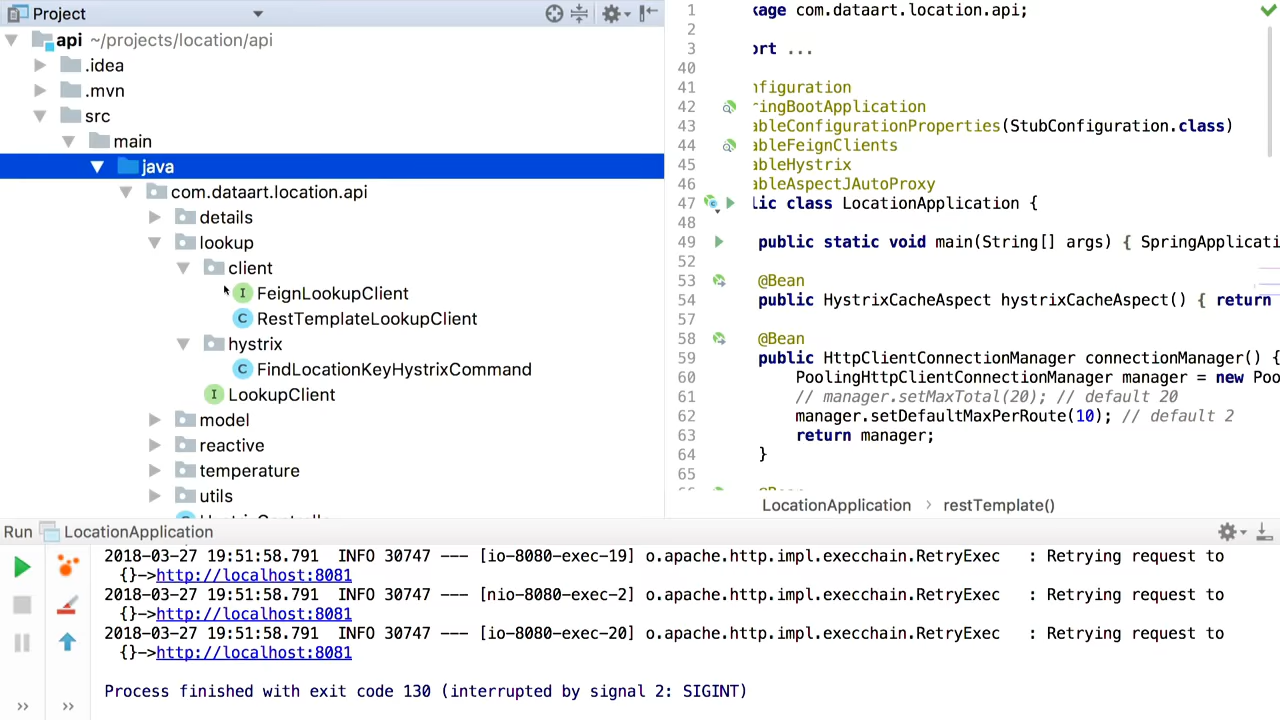 Project
api ~/projects/location/api
.idea
.mvn
src
main
java
com.dataart.location.api
details
lookup
client
FeignLookupClient
RestTemplateLookupClient
hystrix
FindLocationKeyHystrixCommand
LookupClient
model
reactive
temperature
utils
1 kage com.dataart.location.api;
2
3 ort ...
40
41 nfiguration
42 ringBootApplication
43 ableConfigurationProperties(StubConfiguration.class)
44 ableFeignClients
45 ableHystrix
46 ableAspectJAutoProxy
47 lic class LocationApplication {
48
49 public static void main(String[] args) { SpringApplicati
52
53 @Bean
54 public HystrixCacheAspect hystrixCacheAspect() { return
57
58 @Bean
59 public HttpClientConnectionManager connectionManager() {
60 PoolingHttpClientConnectionManager manager = new Pool
61 // manager.setMaxTotal(20); // default 20
62 manager.setDefaultMaxPerRoute(10); // default 2
63 return manager;
64 }
65
LocationApplication › restTemplate()
Run LocationApplication
2018-03-27 19:51:58.791 INFO 30747 --- [io-8080-exec-19] o.apache.http.impl.execchain.RetryExec : Retrying request to
{}->http://localhost:8081
2018-03-27 19:51:58.791 INFO 30747 --- [nio-8080-exec-2] o.apache.http.impl.execchain.RetryExec : Retrying request to
{}->http://localhost:8081
2018-03-27 19:51:58.791 INFO 30747 --- [io-8080-exec-20] o.apache.http.impl.execchain.RetryExec : Retrying request to
{}->http://localhost:8081
Process finished with exit code 130 (interrupted by signal 2: SIGINT)